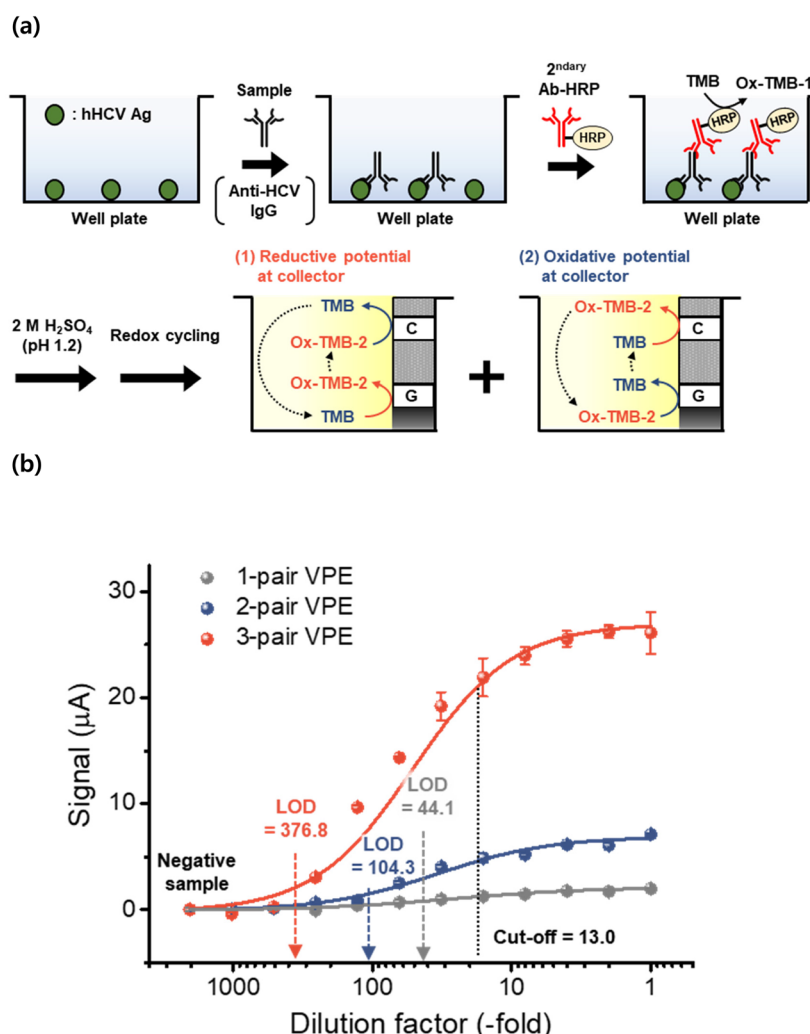 (a)
: hHCV Ag
Well plate
Sample
( Anti-HCV
IgG )
Well plate
2ndary
Ab-HRP
HRP
TMB
Ox-TMB-1
HRP
HRP
Well plate
2 M H2SO4
(pH 1.2)
Redox cycling
(1) Reductive potential
at collector
TMB
Ox-TMB-2
C
Ox-TMB-2
TMB
G
+
(2) Oxidative potential
at collector
Ox-TMB-2
TMB
C
TMB
Ox-TMB-2
G
(b)
Signal (μA)
30
20
10
0
1-pair VPE
2-pair VPE
3-pair VPE
LOD
= 376.8
LOD
= 104.3
LOD
= 44.1
Negative
sample
Cut-off = 13.0
1000
100
10
1
Dilution factor (-fold)